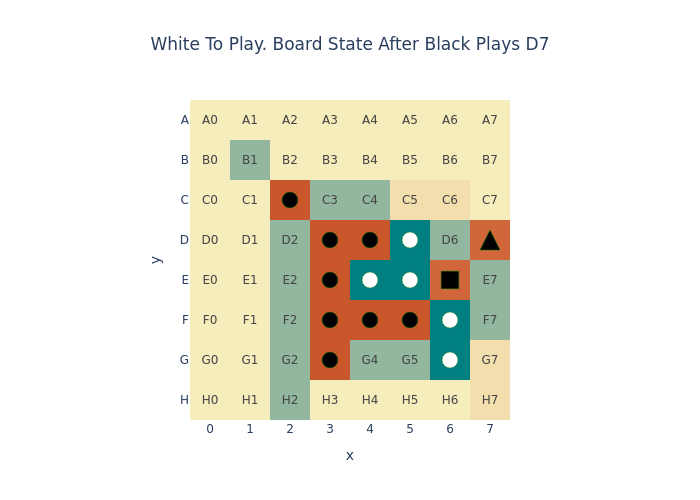 White To Play. Board State After Black Plays D7
A A0 A1 A2 A3 A4 A5 A6 A7
B B0 B1 B2 B3 B4 B5 B6 B7
C C0 C1 C3 C4 C5 C6 C7
D D0 D1 D2 D6
y
E E0 E1 E2 E7
F F0 F1 F2 F7
G G0 G1 G2 G4 G5 G7
H H0 H1 H2 H3 H4 H5 H6 H7
0 1 2 3 4 5 6 7
x